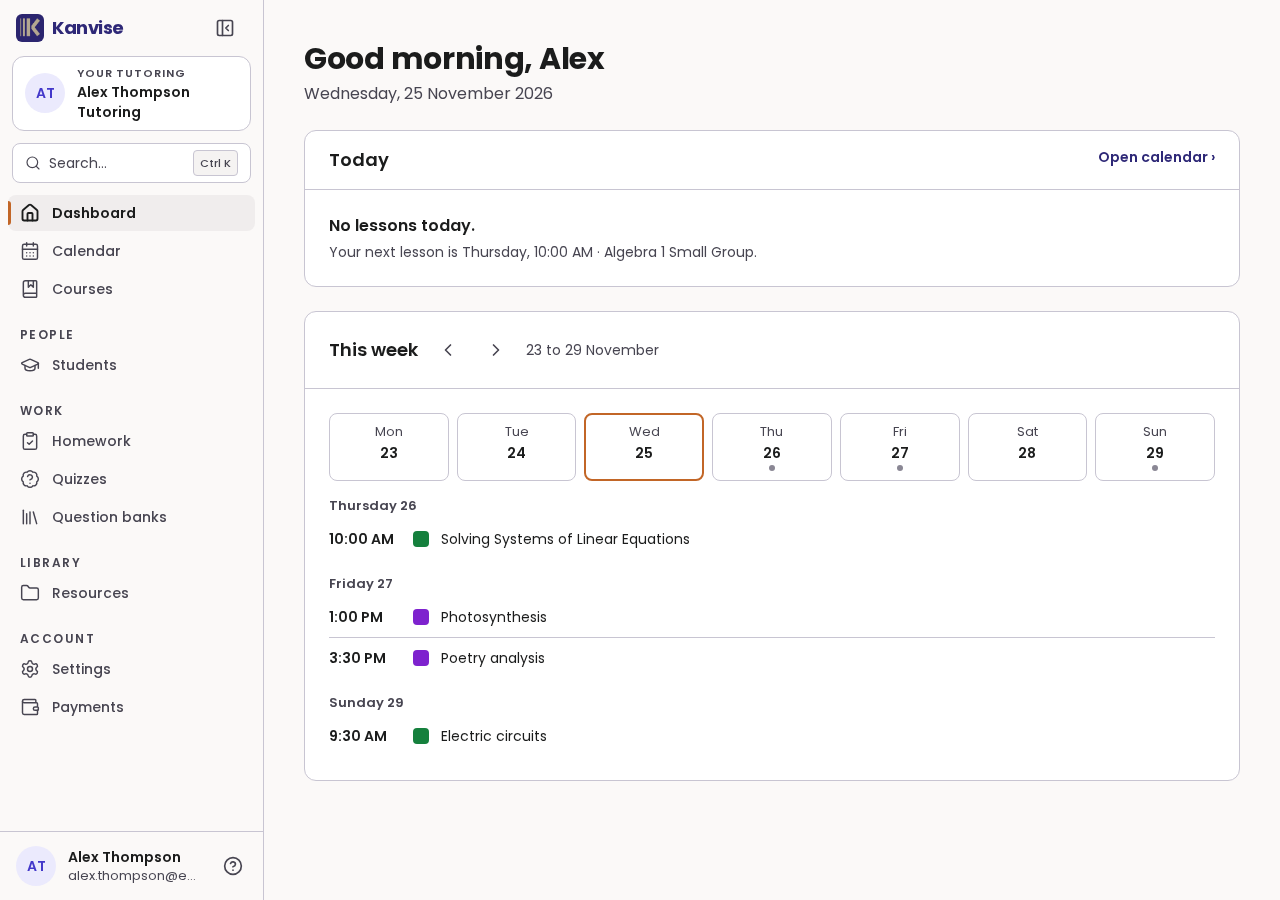 Kanvise
YOUR TUTORING
Alex Thompson
Tutoring
AT
Search...
Ctrl K
Dashboard
Calendar
Courses
PEOPLE
Students
WORK
Homework
Quizzes
Question banks
LIBRARY
Resources
ACCOUNT
Settings
Payments
AT
Alex Thompson
alex.thompson@e...
Good morning, Alex
Wednesday, 25 November 2026
Today
Open calendar ›
No lessons today.
Your next lesson is Thursday, 10:00 AM · Algebra 1 Small Group.
This week
23 to 29 November
Mon
23
Tue
24
Wed
25
Thu
26
Fri
27
Sat
28
Sun
29
Thursday 26
10:00 AM Solving Systems of Linear Equations
Friday 27
1:00 PM Photosynthesis
3:30 PM Poetry analysis
Sunday 29
9:30 AM Electric circuits